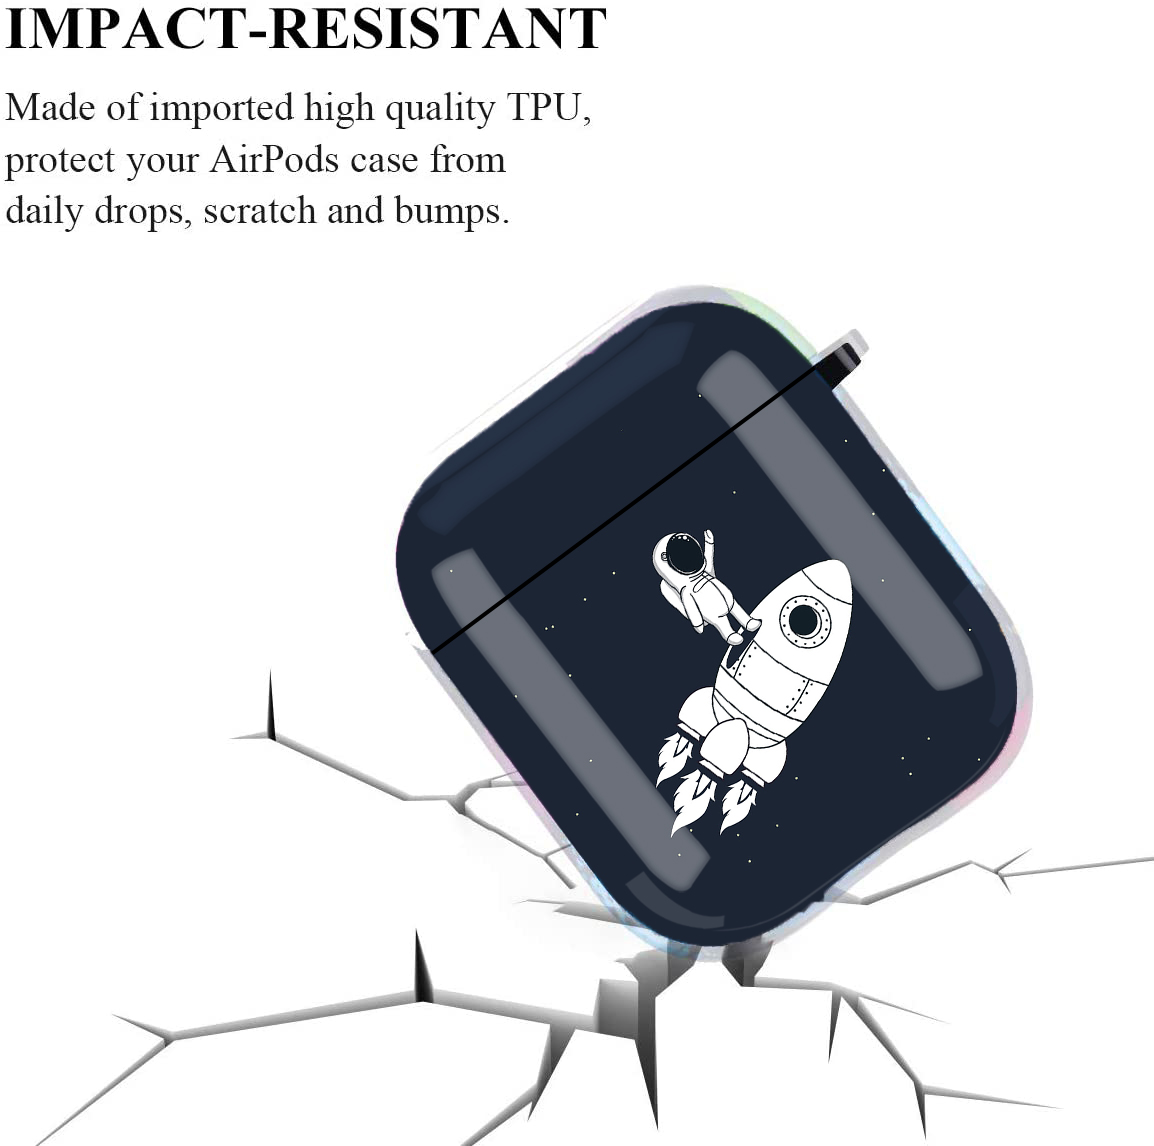 IMPACT-RESISTANT
Made of imported high quality TPU,
protect your AirPods case from
daily drops, scratch and bumps.